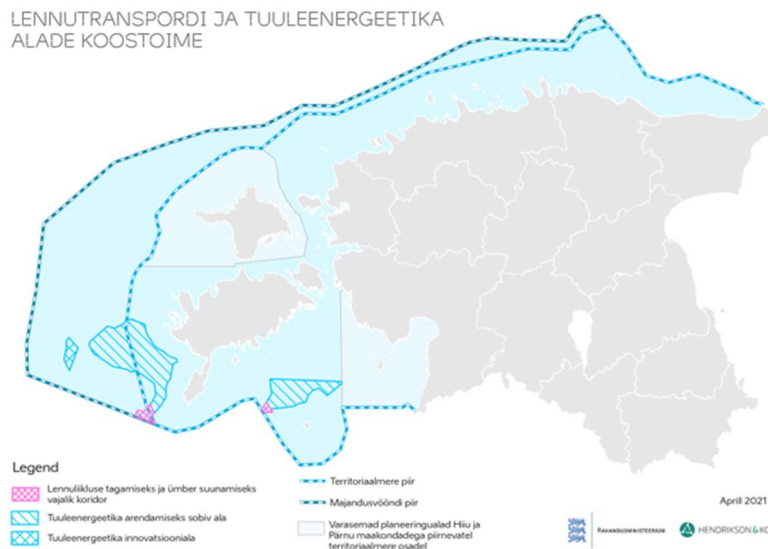 LENNUTRANSPORDI JA TUULEENERGEETIKA
ALADE KOOSTOIME
Legend
Lennuliikluse tagamiseks ja ümber suunamiseks
vajalik koridor
Tuuleenergeetika arendamiseks sobiv ala
Tuuleenergeetika innovatsiooniala
Territoriaalmere piir
Majandusvööndi piir
Varasemad planeeringualad Hiiu ja
Pärnu maakondadega piirnevatel
territoriaalmere osadel
Aprill 2021
RAHANDUSMINISTEERIUM
HENDRIKSON & KO